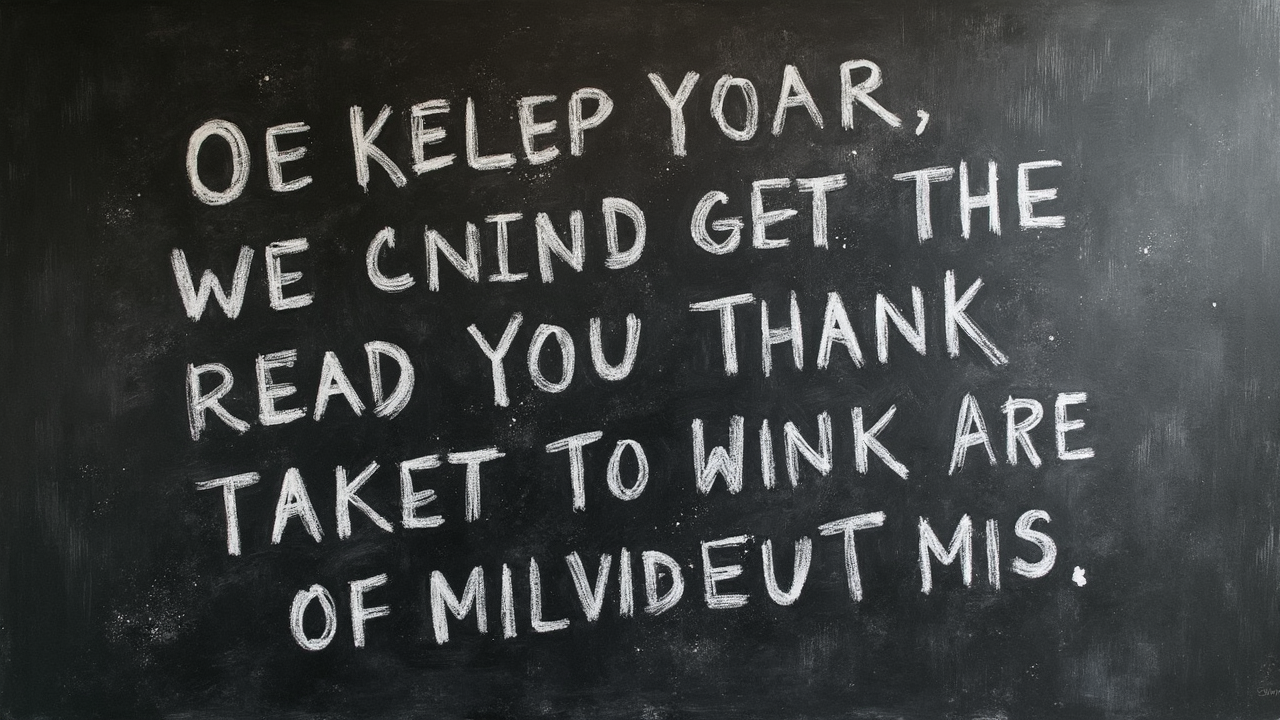 OE KELEP YOAR,
WE CNIND GET THE
READ YOU THANK
TAKET TO WINK ARE
OF MILVIDEUT MIS.